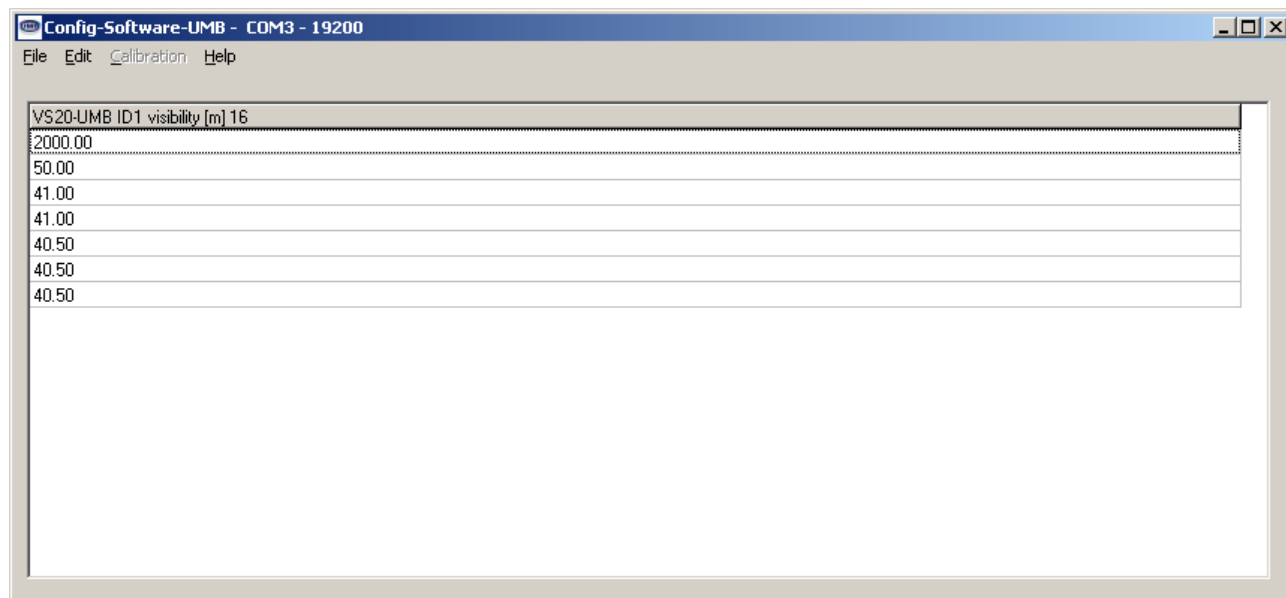 Config-Software-UMB - COM3 - 19200
File Edit Calibration Help
VS20-UMB ID1 visibility [m] 16
2000.00
50.00
41.00
41.00
40.50
40.50
40.50